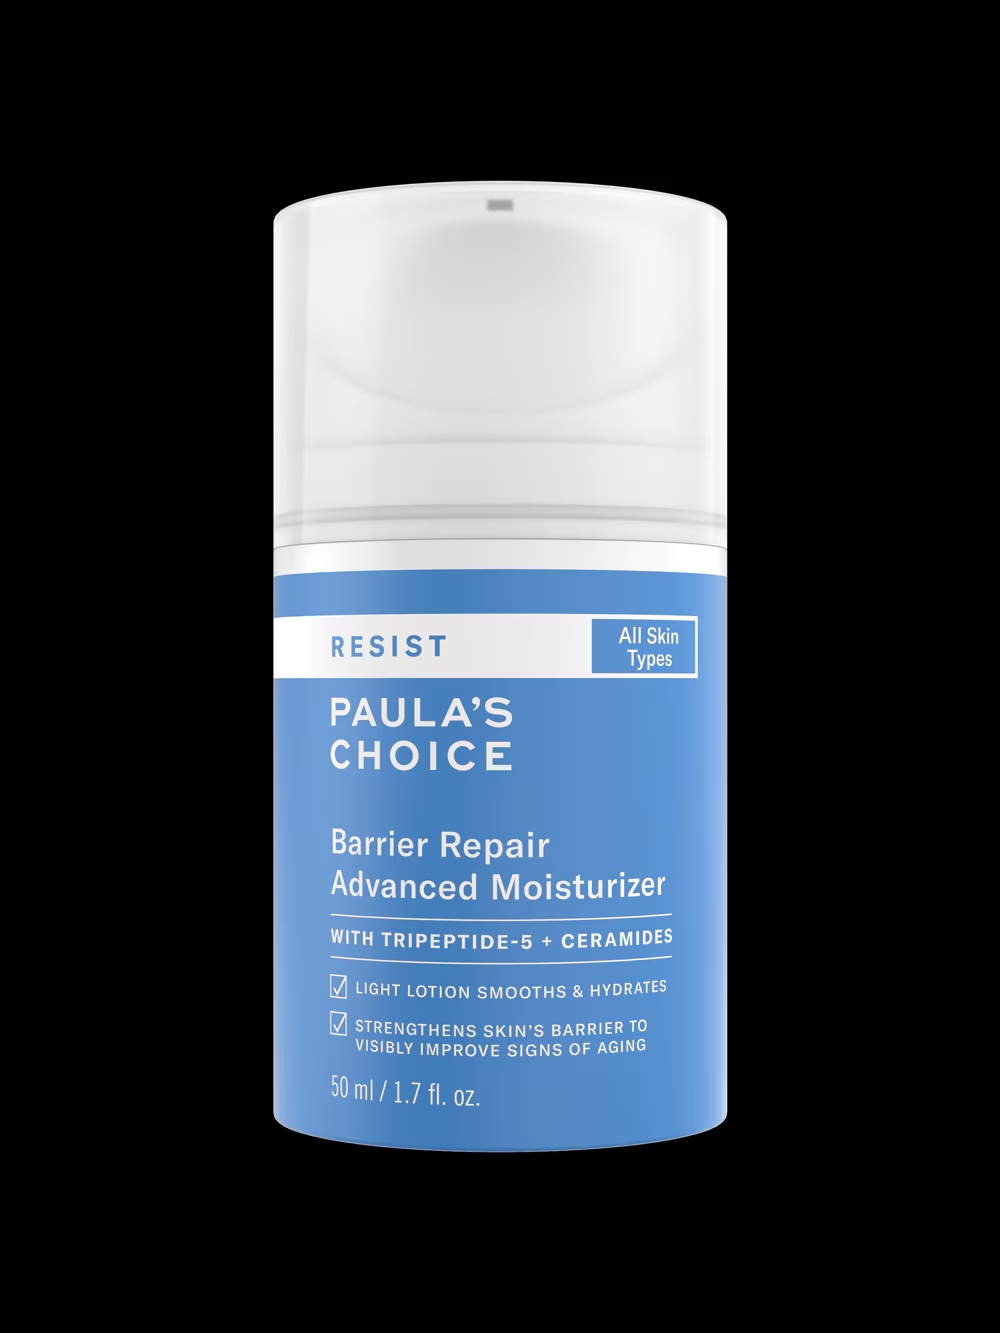 RESIST
All Skin
Types
PAULA'S
CHOICE
Barrier Repair
Advanced Moisturizer
WITH TRIPEPTIDE-5 + CERAMIDES
☑ LIGHT LOTION SMOOTHS & HYDRATES
☑ STRENGTHENS SKIN'S BARRIER TO
VISIBLY IMPROVE SIGNS OF AGING
50 ml / 1.7 fl. oz.